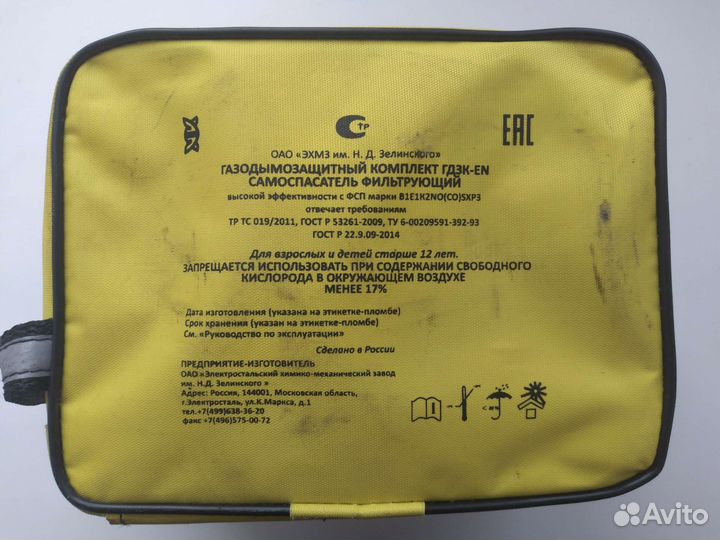 ТР
EAC
ОАО «ЭХМЗ им. Н. Д. Зелинского»
ГАЗОДЫМОЗАЩИТНЫЙ КОМПЛЕКТ ГДЗК-EN
САМОСПАСАТЕЛЬ ФИЛЬТРУЮЩИЙ
высокой эффективности с ФСП марки B1E1K2NO(CO)SXP3
отвечает требованиям
ТР ТС 019/2011, ГОСТ Р 53261-2009, ТУ 6-00209591-392-93
ГОСТ Р 22.9.09-2014
Для взрослых и детей старше 12 лет.
ЗАПРЕЩАЕТСЯ ИСПОЛЬЗОВАТЬ ПРИ СОДЕРЖАНИИ СВОБОДНОГО
КИСЛОРОДА В ОКРУЖАЮЩЕМ ВОЗДУХЕ
МЕНЕЕ 17%
Дата изготовления (указана на этикетке-пломбе)
Срок хранения (указан на этикетке-пломбе)
См. «Руководство по эксплуатации»
Сделано в России
ПРЕДПРИЯТИЕ-ИЗГОТОВИТЕЛЬ
ОАО «Электростальский химико-механический завод
им. Н.Д. Зелинского »
Адрес: Россия, 144001, Московская область,
г.Электросталь, ул.К.Маркса, д.1
тел.+7(499)638-36-20
факс +7(496)575-00-72
Avito